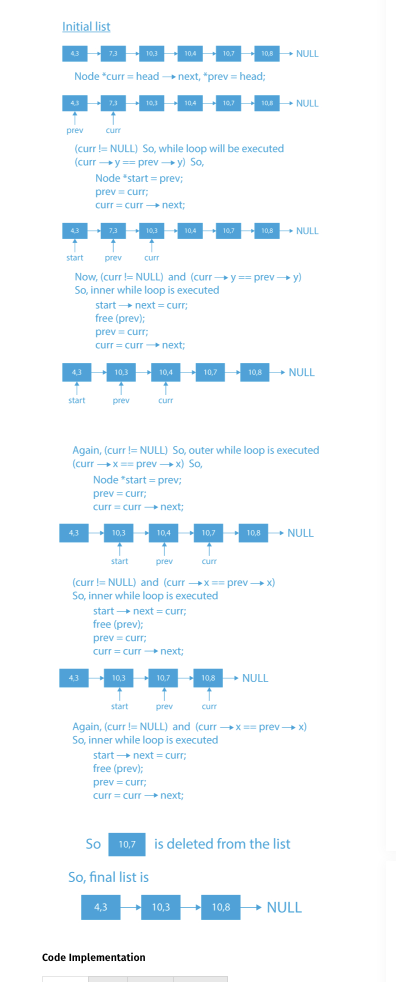 Initial list
4,3 7,3 10,3 10,4 10,7 10,8 → NULL
Node *curr = head → next, *prev = head;
4,3 7,3 10,3 10,4 10,7 10,8 → NULL
prev curr
(curr != NULL) So, while loop will be executed
(curr → y == prev → y) So,
Node *start = prev;
prev = curr;
curr = curr → next;
4,3 7,3 10,3 10,4 10,7 10,8 → NULL
start prev curr
Now, (curr != NULL) and (curr → y == prev → y)
So, inner while loop is executed
start → next = curr;
free (prev);
prev = curr;
curr = curr → next;
4,3 10,3 10,4 10,7 10,8 → NULL
start prev curr
Again, (curr != NULL) So, outer while loop is executed
(curr → x == prev → x) So,
Node *start = prev;
prev = curr;
curr = curr → next;
4,3 10,3 10,4 10,7 10,8 → NULL
start prev curr
(curr != NULL) and (curr → x == prev → x)
So, inner while loop is executed
start → next = curr;
free (prev);
prev = curr;
curr = curr → next;
4,3 10,3 10,7 10,8 → NULL
start prev curr
Again, (curr != NULL) and (curr → x == prev → x)
So, inner while loop is executed
start → next = curr;
free (prev);
prev = curr;
curr = curr → next;
So 10,7 is deleted from the list
So, final list is
4,3 → 10,3 → 10,8 → NULL
Code Implementation